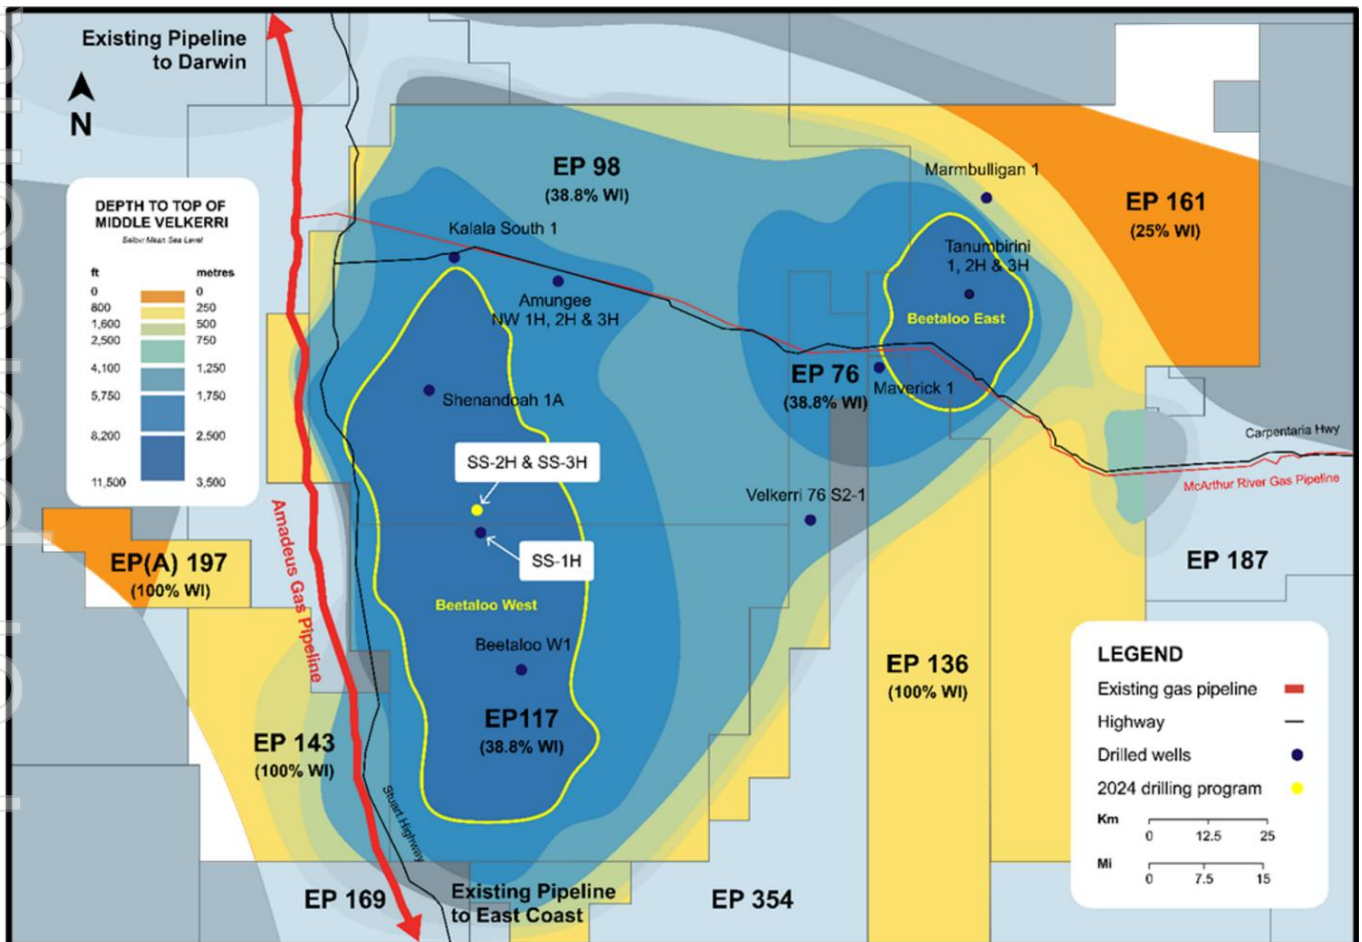 Existing Pipeline
to Darwin
N
DEPTH TO TOP OF
MIDDLE VELKERRI
Below Mean Sea Level
ft
metres
0
0
800
250
1,600
500
2,500
750
4,100
1,250
5,750
1,750
8,200
2,500
11,500
3,500
EP 98
(38.8% WI)
Marmbulligan 1
EP 161
(25% WI)
Kalala South 1
Tanumbirini
1, 2H & 3H
Amungee
NW 1H, 2H & 3H
Beetaloo East
EP 76
(38.8% WI)
Maverick 1
Shenandoah 1A
Carpentaria Hwy
McArthur River Gas Pipeline
SS-2H & SS-3H
Velkerri 76 S2-1
SS-1H
Amadeus Gas Pipeline
EP(A) 197
(100% WI)
EP 187
Beetaloo West
Beetaloo W1
EP 136
(100% WI)
EP117
(38.8% WI)
EP 143
(100% WI)
Stuart Highway
LEGEND
Existing gas pipeline
Highway
Drilled wells
2024 drilling program
Km
0 12.5 25
Mi
0 7.5 15
EP 169
Existing Pipeline
to East Coast
EP 354